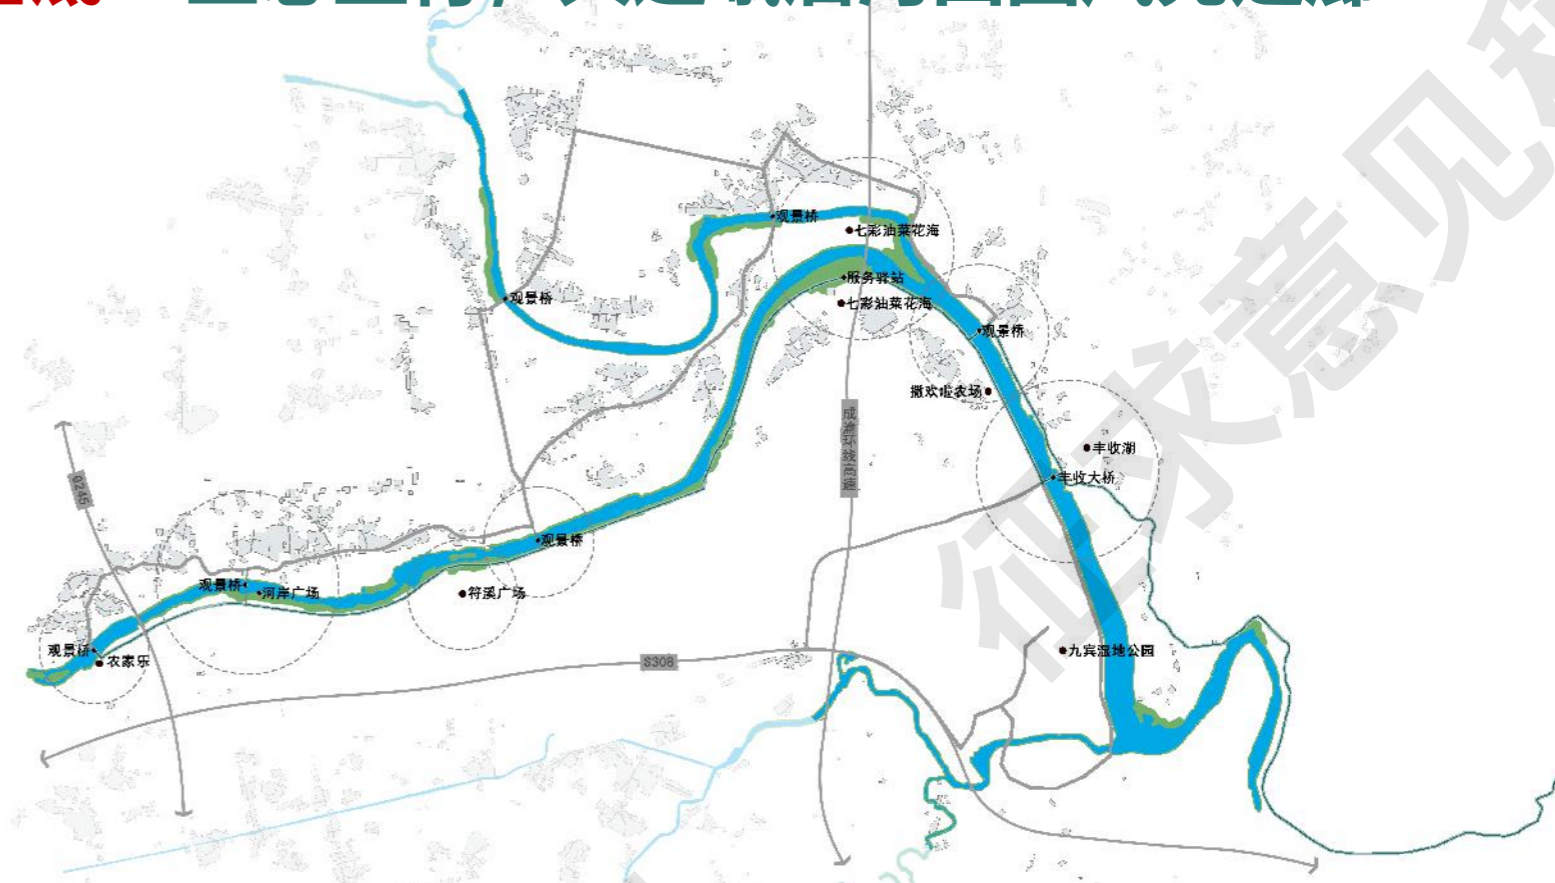 观景桥
七彩油菜花海
服务驿站
七彩油菜花海
观景桥
观景桥
撒欢啦农场
成渝环线高速
丰收湖
丰收大桥
G245
观景桥
观景桥
河岸广场
符溪广场
观景桥
农家乐
S308
九宾湿地公园
征求意见稿